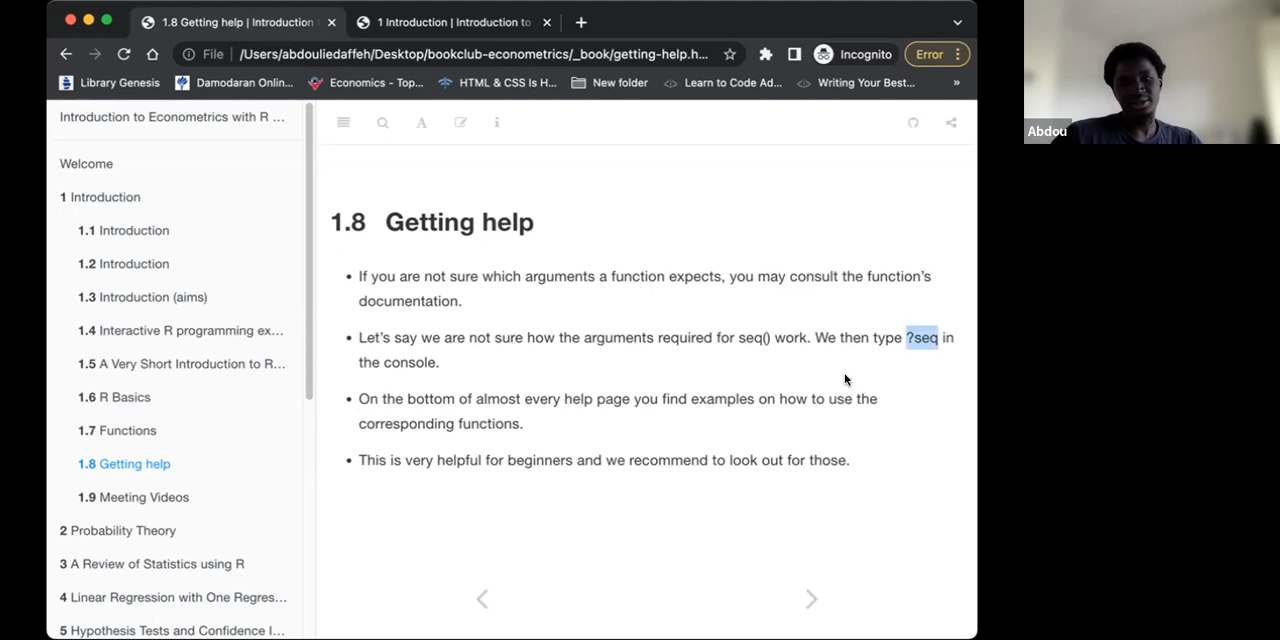 1.8 Getting help | Introduction
1 Introduction | Introduction to
File
/Users/abdouliedaffeh/Desktop/bookclub-econometrics/_book/getting-help.h...
Incognito
Error
Library Genesis
Damodaran Onlin...
Economics - Top...
HTML & CSS Is H...
New folder
Learn to Code Ad...
Writing Your Best...
»
Introduction to Econometrics with R ...
Welcome
1 Introduction
1.1 Introduction
1.2 Introduction
1.3 Introduction (aims)
1.4 Interactive R programming ex...
1.5 A Very Short Introduction to R...
1.6 R Basics
1.7 Functions
1.8 Getting help
1.9 Meeting Videos
2 Probability Theory
3 A Review of Statistics using R
4 Linear Regression with One Regres...
5 Hypothesis Tests and Confidence I...
A
1.8 Getting help
• If you are not sure which arguments a function expects, you may consult the function's
documentation.
• Let's say we are not sure how the arguments required for seq() work. We then type ?seq in
the console.
• On the bottom of almost every help page you find examples on how to use the
corresponding functions.
• This is very helpful for beginners and we recommend to look out for those.
Abdou